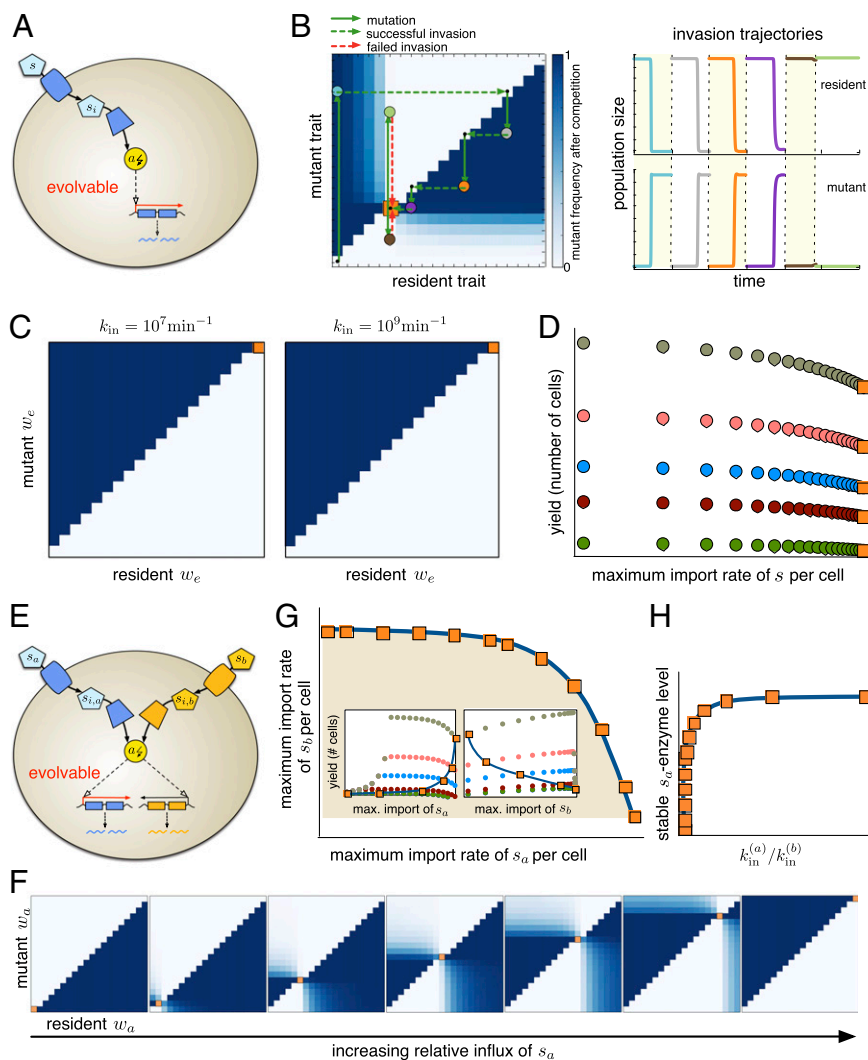 A
s
s_i
a
evolvable
B
mutation
successful invasion
failed invasion
mutant trait
resident trait
1
0
mutant frequency after competition
invasion trajectories
resident
mutant
population size
time
C
k_in = 10^7 min^−1
k_in = 10^9 min^−1
mutant w_e
resident w_e
resident w_e
D
yield (number of cells)
maximum import rate of s per cell
E
s_a
s_b
s_i,a
s_i,b
a
evolvable
G
maximum import rate
of s_b per cell
yield (# cells)
max. import of s_a
max. import of s_b
maximum import rate of s_a per cell
H
stable s_a-enzyme level
k_in^(a)/k_in^(b)
F
mutant w_a
resident w_a
increasing relative influx of s_a